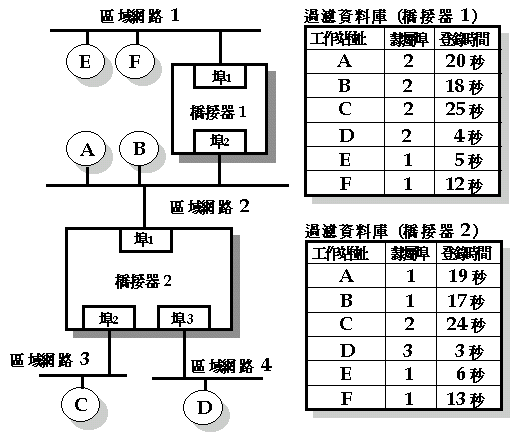 區域網路 1
E
F
埠1
橋接器 1
埠2
A
B
區域網路 2
埠1
橋接器 2
埠2
埠3
區域網路 3
區域網路 4
C
D
過濾資料庫 (橋接器 1)
工作站位址 隸屬埠 登錄時間
A 2 20 秒
B 2 18 秒
C 2 25 秒
D 2 4 秒
E 1 5 秒
F 1 12 秒
過濾資料庫 (橋接器 2)
工作站位址 隸屬埠 登錄時間
A 1 19 秒
B 1 17 秒
C 2 24 秒
D 3 3 秒
E 1 6 秒
F 1 13 秒